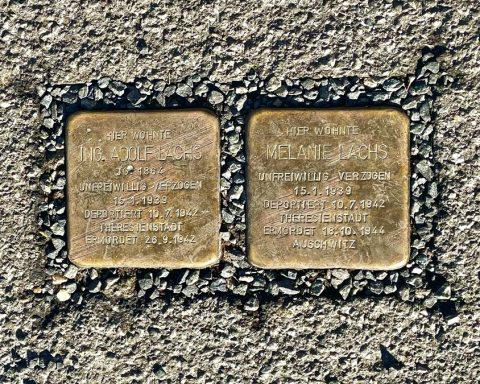 HIER WOHNTE
ING. ADOLF LACHS
JG. 1864
UNFREIWILLIG VERZOGEN
15.1.1939
DEPORTIERT 10.7.1942
THERESIENSTADT
ERMORDET 26.9.1942
HIER WOHNTE
MELANIE LACHS
UNFREIWILLIG VERZOGEN
15.1.1939
DEPORTIERT 10.7.1942
THERESIENSTADT
ERMORDET 18.10.1944
AUSCHWITZ